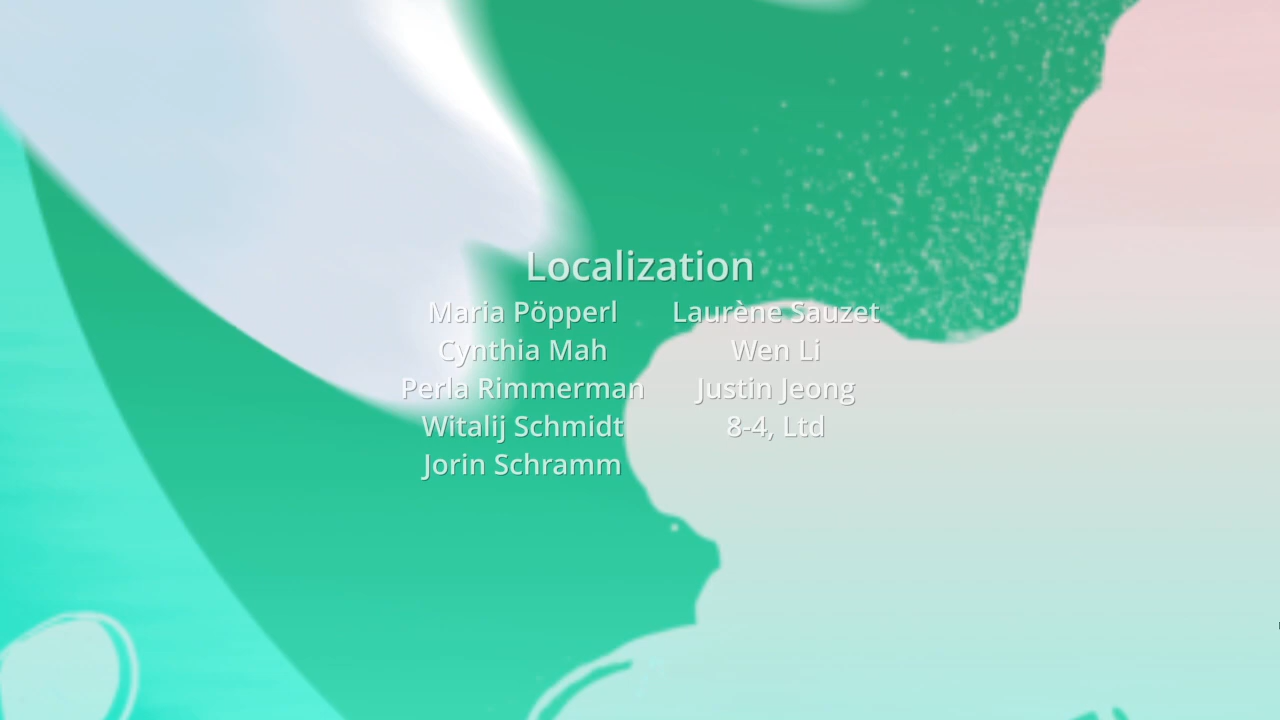 Localization
Maria Pöpperl Laurène Sauzet
Cynthia Mah Wen Li
Perla Rimmerman Justin Jeong
Witalij Schmidt 8-4, Ltd
Jorin Schramm